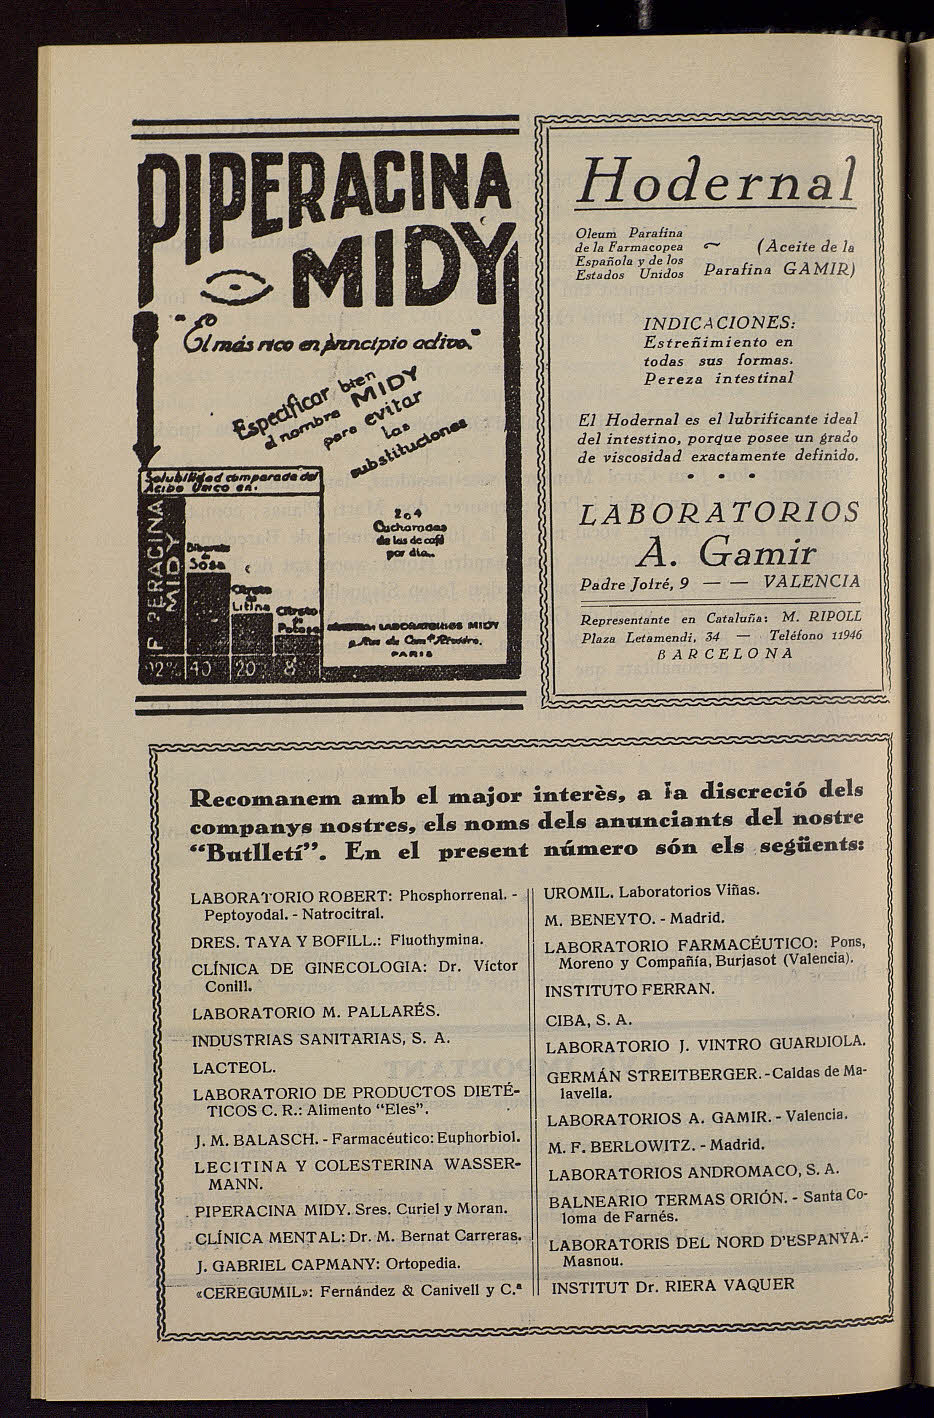 PIPERACINA
MIDY
"El más rico en principio activo."
Especificar bien
el nombre MIDY
para evitar
las
substituciones
Solubilidad comparada del
Acido Urico en.
PIPERACINA
MIDY
Biborato
de
Sosa
Citrato
de
Litina
Citrato
de
Potasa
92% 40 20 8
2 o 4
Cucharadas
de las de café
por dia..
LABORATORIOS MIDY
PARIS
Hodernal
Oleum Parafina
de la Farmacopea
Española y de los
Estados Unidos
~ (Aceite de la
Parafina GAMIR)
INDICACIONES:
Estreñimiento en
todas sus formas.
Pereza intestinal
El Hodernal es el lubrificante ideal
del intestino, porque posee un grado
de viscosidad exactamente definido.
• • •
LABORATORIOS
A. Gamir
Padre Jofré, 9 — — VALENCIA
Representante en Cataluña: M. RIPOLL
Plaza Letamendi, 34 — Teléfono 11946
BARCELONA
Recomanem amb el major interès, a la discreció dels
companys nostres, els noms dels anunciants del nostre
“Butlletí”. En el present número són els següents:
LABORATORIO ROBERT: Phosphorrenal. -
Peptoyodal. - Natrocitral.
DRES. TAYA Y BOFILL.: Fluothymina.
CLÍNICA DE GINECOLOGIA: Dr. Víctor
Conill.
LABORATORIO M. PALLARÉS.
INDUSTRIAS SANITARIAS, S. A.
LACTEOL.
LABORATORIO DE PRODUCTOS DIETÉ-
TICOS C. R.: Alimento “Eles”.
J. M. BALASCH. - Farmacéutico: Euphorbiol.
LECITINA Y COLESTERINA WASSER-
MANN.
PIPERACINA MIDY. Sres. Curiel y Moran.
CLÍNICA MENTAL: Dr. M. Bernat Carreras.
J. GABRIEL CAPMANY: Ortopedia.
«CEREGUMIL»: Fernández & Canivell y C.ª
UROMIL. Laboratorios Viñas.
M. BENEYTO. - Madrid.
LABORATORIO FARMACÉUTICO: Pons,
Moreno y Compañía, Burjasot (Valencia).
INSTITUTO FERRAN.
CIBA, S. A.
LABORATORIO J. VINTRO GUARDIOLA.
GERMÁN STREITBERGER. - Caldas de Ma-
lavella.
LABORATORIOS A. GAMIR. - Valencia.
M. F. BERLOWITZ. - Madrid.
LABORATORIOS ANDROMACO, S. A.
BALNEARIO TERMAS ORIÓN. - Santa Co-
loma de Farnés.
LABORATORIS DEL NORD D'ESPANYA.-
Masnou.
INSTITUT Dr. RIERA VAQUER